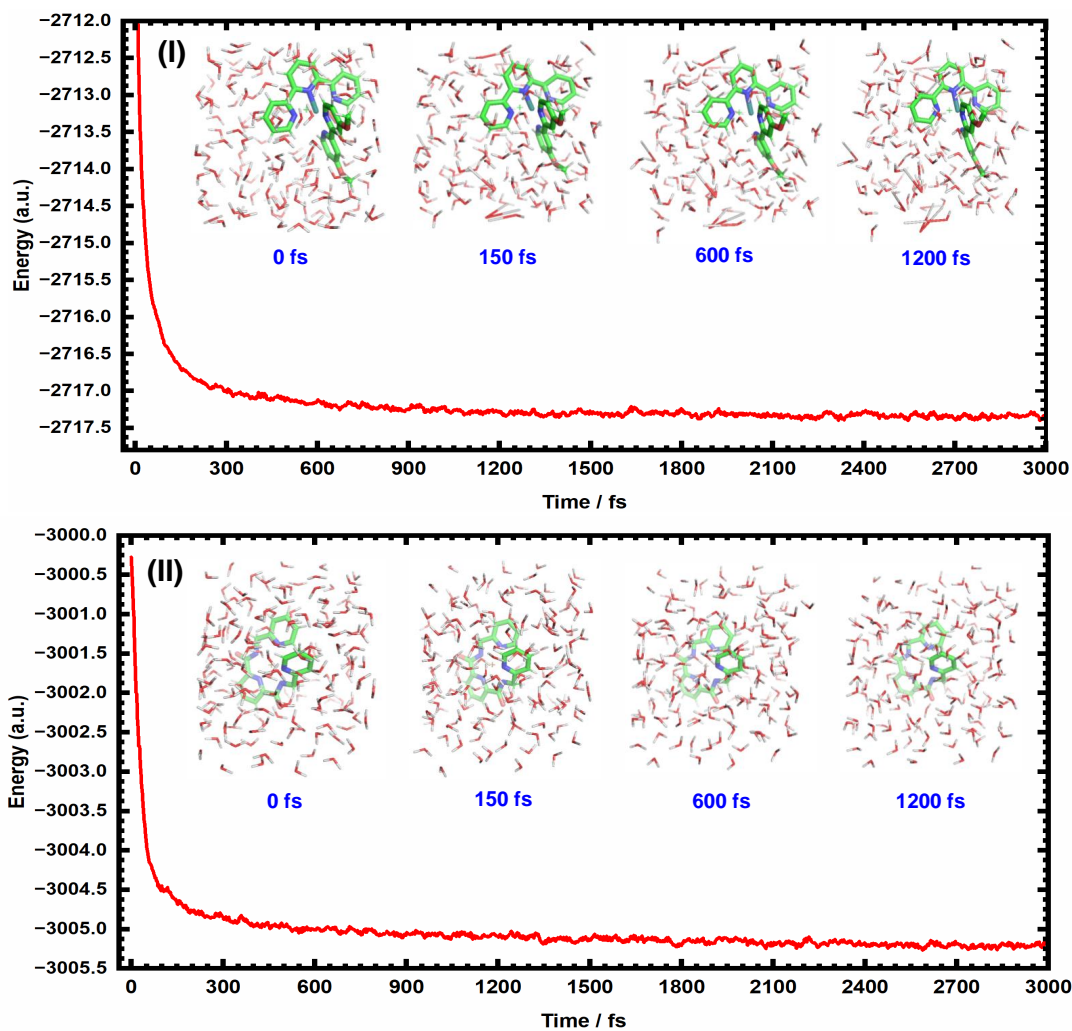 −2712.0
(I)
−2712.5
−2713.0
−2713.5
−2714.0
−2714.5
−2715.0
−2715.5
−2716.0
−2716.5
−2717.0
−2717.5
Energy (a.u.)
0 fs
150 fs
600 fs
1200 fs
0 300 600 900 1200 1500 1800 2100 2400 2700 3000
Time / fs
−3000.0
(II)
−3000.5
−3001.0
−3001.5
−3002.0
−3002.5
−3003.0
−3003.5
−3004.0
−3004.5
−3005.0
−3005.5
Energy (a.u.)
0 fs
150 fs
600 fs
1200 fs
0 300 600 900 1200 1500 1800 2100 2400 2700 3000
Time / fs